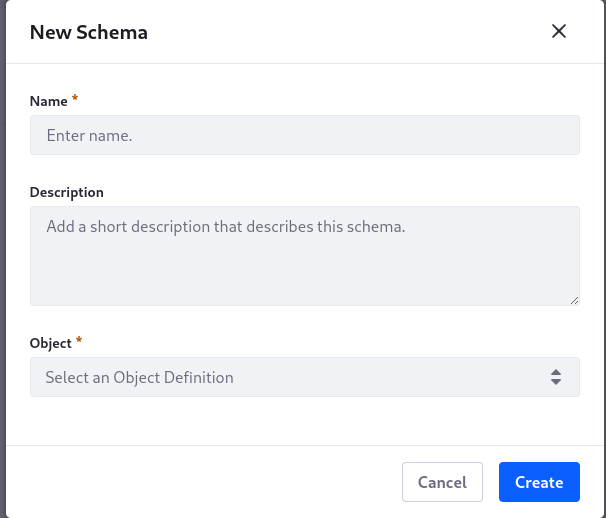 New Schema
Name *
Enter name.
Description
Add a short description that describes this schema.
Object *
Select an Object Definition
Cancel
Create